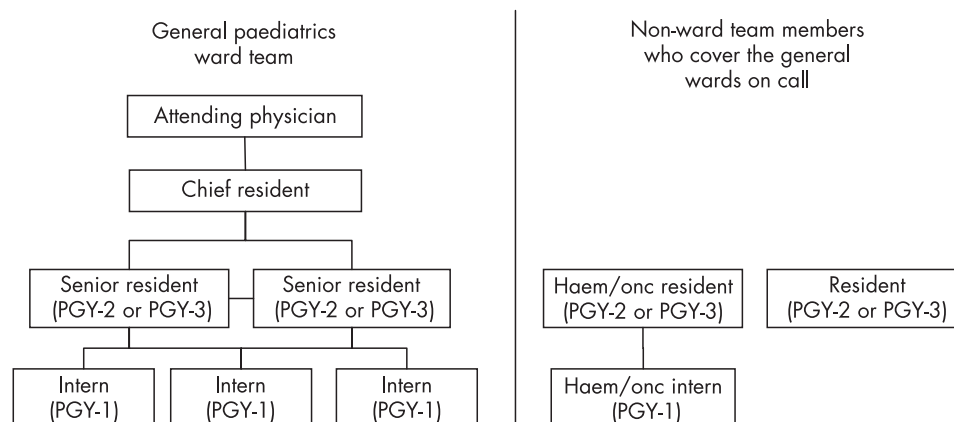 General paediatrics
ward team
Attending physician
Chief resident
Senior resident
(PGY-2 or PGY-3)
Senior resident
(PGY-2 or PGY-3)
Intern
(PGY-1)
Intern
(PGY-1)
Intern
(PGY-1)
Non-ward team members
who cover the general
wards on call
Haem/onc resident
(PGY-2 or PGY-3)
Resident
(PGY-2 or PGY-3)
Haem/onc intern
(PGY-1)